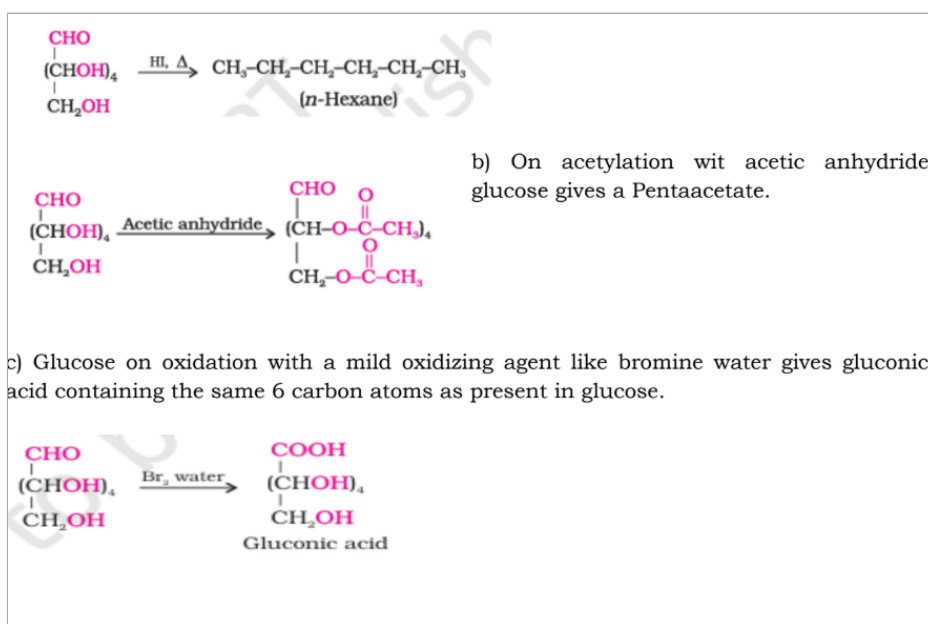 CHO
(CHOH)₄ HI, Δ CH₃–CH₂–CH₂–CH₂–CH₂–CH₃
CH₂OH (n-Hexane)
b) On acetylation wit acetic anhydride
glucose gives a Pentaacetate.
CHO CHO O
(CHOH)₄ Acetic anhydride (CH–O–C–CH₃)₄
O
CH₂OH CH₂–O–C–CH₃
c) Glucose on oxidation with a mild oxidizing agent like bromine water gives gluconic
acid containing the same 6 carbon atoms as present in glucose.
CHO COOH
(CHOH)₄ Br₂ water (CHOH)₄
CH₂OH CH₂OH
Gluconic acid